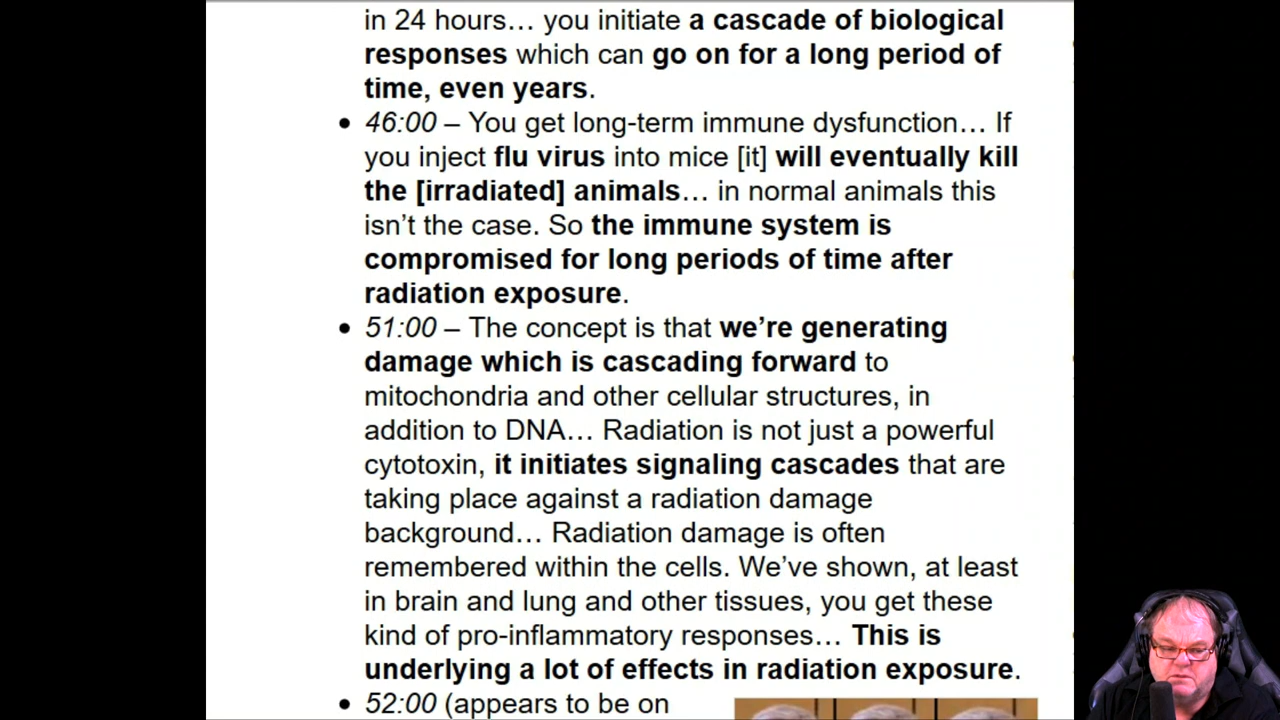 in 24 hours… you initiate a cascade of biological
responses which can go on for a long period of
time, even years.
• 46:00 – You get long-term immune dysfunction… If
you inject flu virus into mice [it] will eventually kill
the [irradiated] animals… in normal animals this
isn’t the case. So the immune system is
compromised for long periods of time after
radiation exposure.
• 51:00 – The concept is that we’re generating
damage which is cascading forward to
mitochondria and other cellular structures, in
addition to DNA… Radiation is not just a powerful
cytotoxin, it initiates signaling cascades that are
taking place against a radiation damage
background… Radiation damage is often
remembered within the cells. We’ve shown, at least
in brain and lung and other tissues, you get these
kind of pro-inflammatory responses… This is
underlying a lot of effects in radiation exposure.
• 52:00 (appears to be on